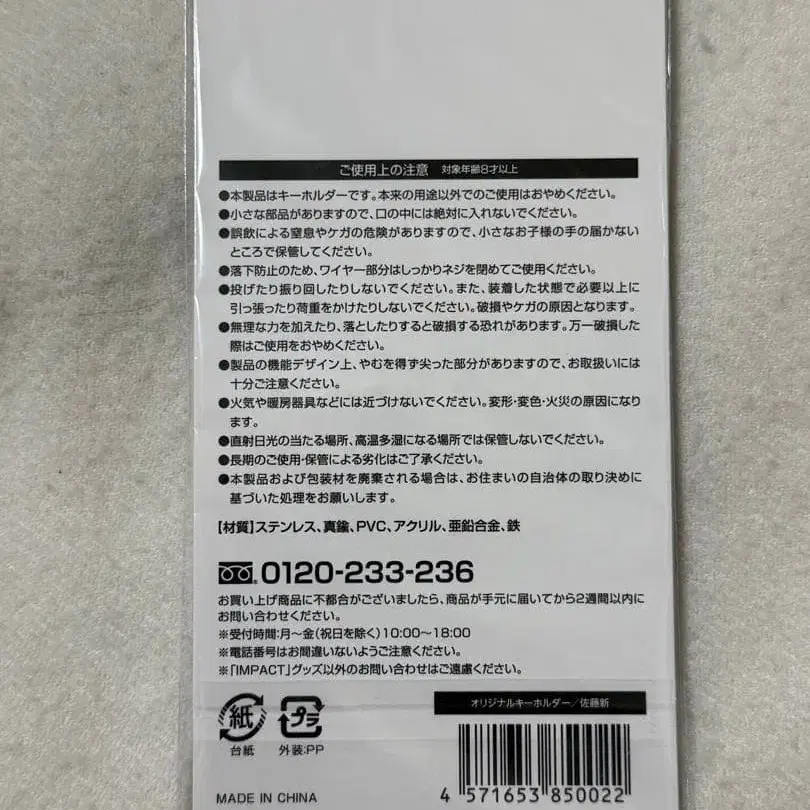 ご使用上の注意 対象年齢8才以上
●本製品はキーホルダーです。本来の用途以外でのご使用はおやめください。
●小さな部品がありますので、口の中には絶対に入れないでください。
●誤飲による窒息やケガの危険がありますので、小さなお子様の手の届かない
ところで保管してください。
●落下防止のため、ワイヤー部分はしっかりネジを閉めてご使用ください。
●投げたり振り回したりしないでください。また、装着した状態で必要以上に
引っ張ったり荷重をかけたりしないでください。破損やケガの原因となります。
●無理な力を加えたり、落としたりすると破損する恐れがあります。万一破損した
際はご使用をおやめください。
●製品の機能デザイン上、やむを得ず尖った部分がありますので、お取扱いには
十分ご注意ください。
●火気や暖房器具などには近づけないでください。変形・変色・火災の原因になり
ます。
●直射日光の当たる場所、高温多湿になる場所では保管しないでください。
●長期のご使用・保管による劣化はご了承ください。
●本製品および包装材を廃棄される場合は、お住まいの自治体の取り決めに
基づいた処理をお願いします。
【材質】ステンレス、真鍮、PVC、アクリル、亜鉛合金、鉄
0120-233-236
お買い上げ商品に不都合がございましたら、商品が手元に届いてから2週間以内に
お問い合わせください。
※受付時間:月〜金(祝日を除く)10:00〜18:00
※電話番号はお間違いないようご注意ください。
※「IMPACT」グッズ以外のお問い合わせはご遠慮ください。
オリジナルキーホルダー/佐藤新
紙 プラ
台紙 外装:PP
MADE IN CHINA
4 571653 850022